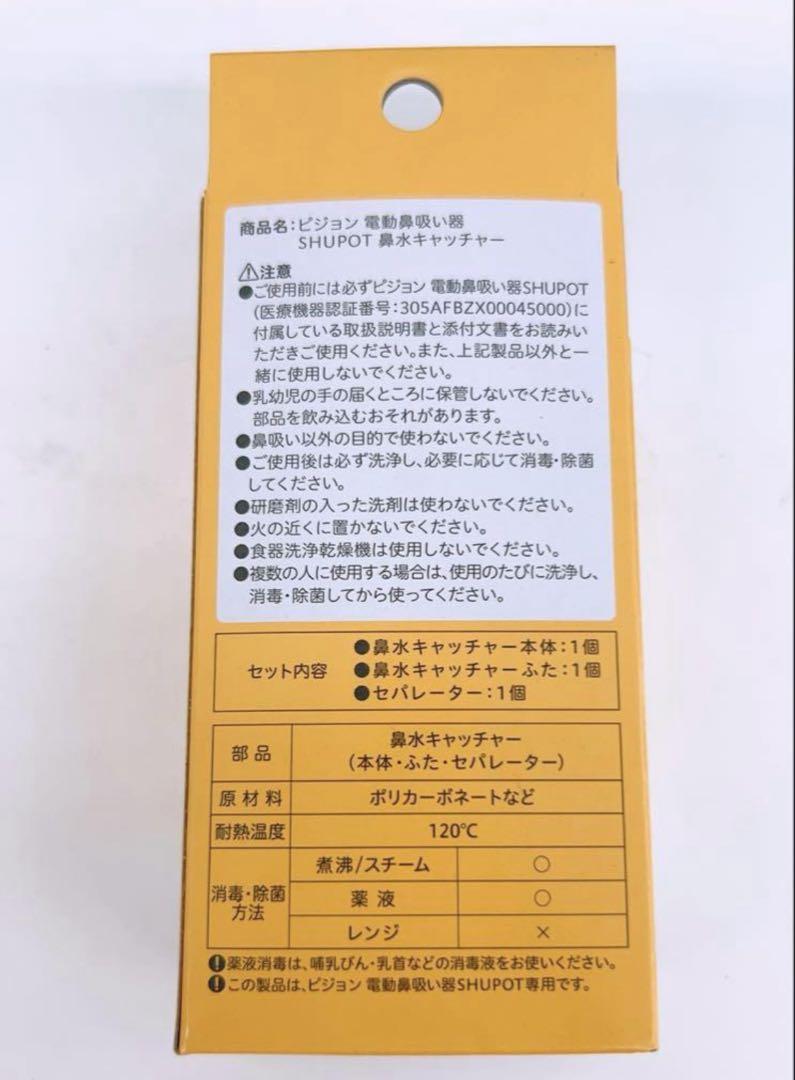 商品名：ピジョン 電動鼻吸い器
SHUPOT 鼻水キャッチャー
⚠注意
●ご使用前には必ずピジョン 電動鼻吸い器SHUPOT
（医療機器認証番号：305AFBZX00045000）に
付属している取扱説明書と添付文書をお読みい
ただきご使用ください。また、上記製品以外と一
緒に使用しないでください。
●乳幼児の手の届くところに保管しないでください。
部品を飲み込むおそれがあります。
●鼻吸い以外の目的で使わないでください。
●ご使用後は必ず洗浄し、必要に応じて消毒・除菌
してください。
●研磨剤の入った洗剤は使わないでください。
●火の近くに置かないでください。
●食器洗浄乾燥機は使用しないでください。
●複数の人に使用する場合は、使用のたびに洗浄し、
消毒・除菌してから使ってください。
セット内容
●鼻水キャッチャー本体：1個
●鼻水キャッチャーふた：1個
●セパレーター：1個
部品 鼻水キャッチャー
（本体・ふた・セパレーター）
原材料 ポリカーボネートなど
耐熱温度 120℃
消毒・除菌
方法
煮沸/スチーム ○
薬液 ○
レンジ ×
❗薬液消毒は、哺乳びん・乳首などの消毒液をお使いください。
❗この製品は、ピジョン 電動鼻吸い器SHUPOT専用です。